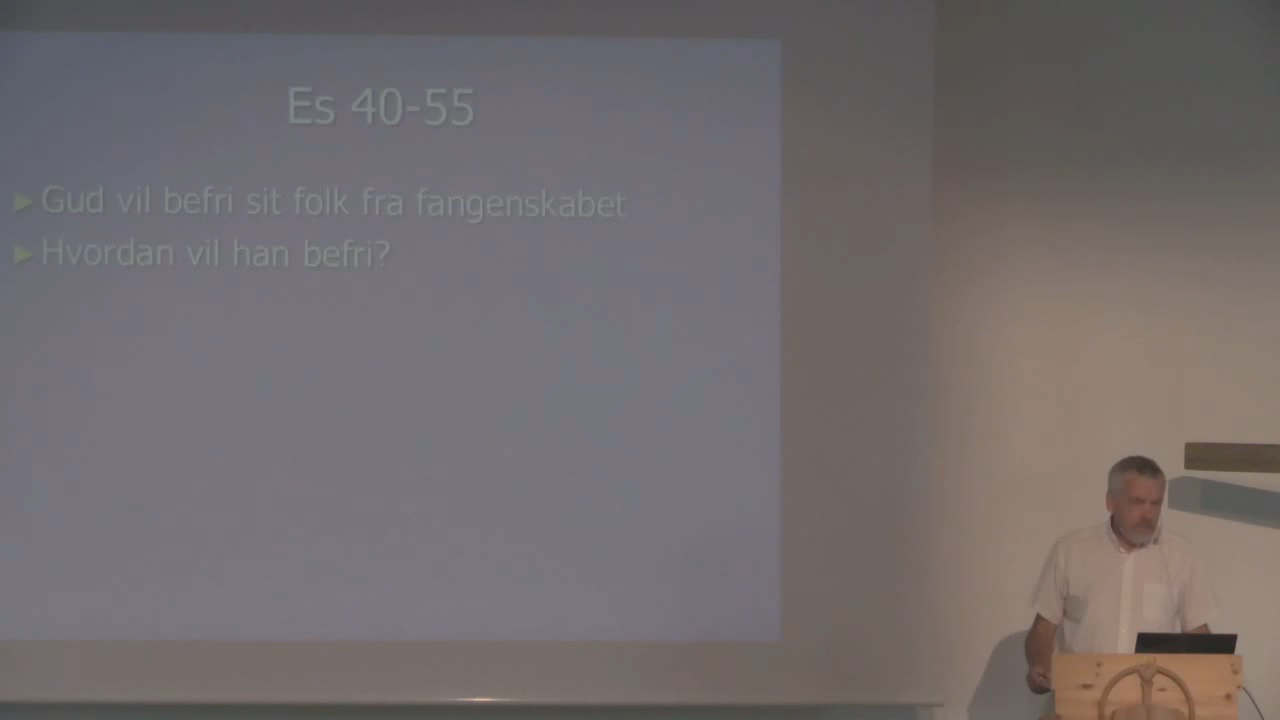 Es 40-55
Gud vil befri sit folk fra fangenskabet
Hvordan vil han befri?